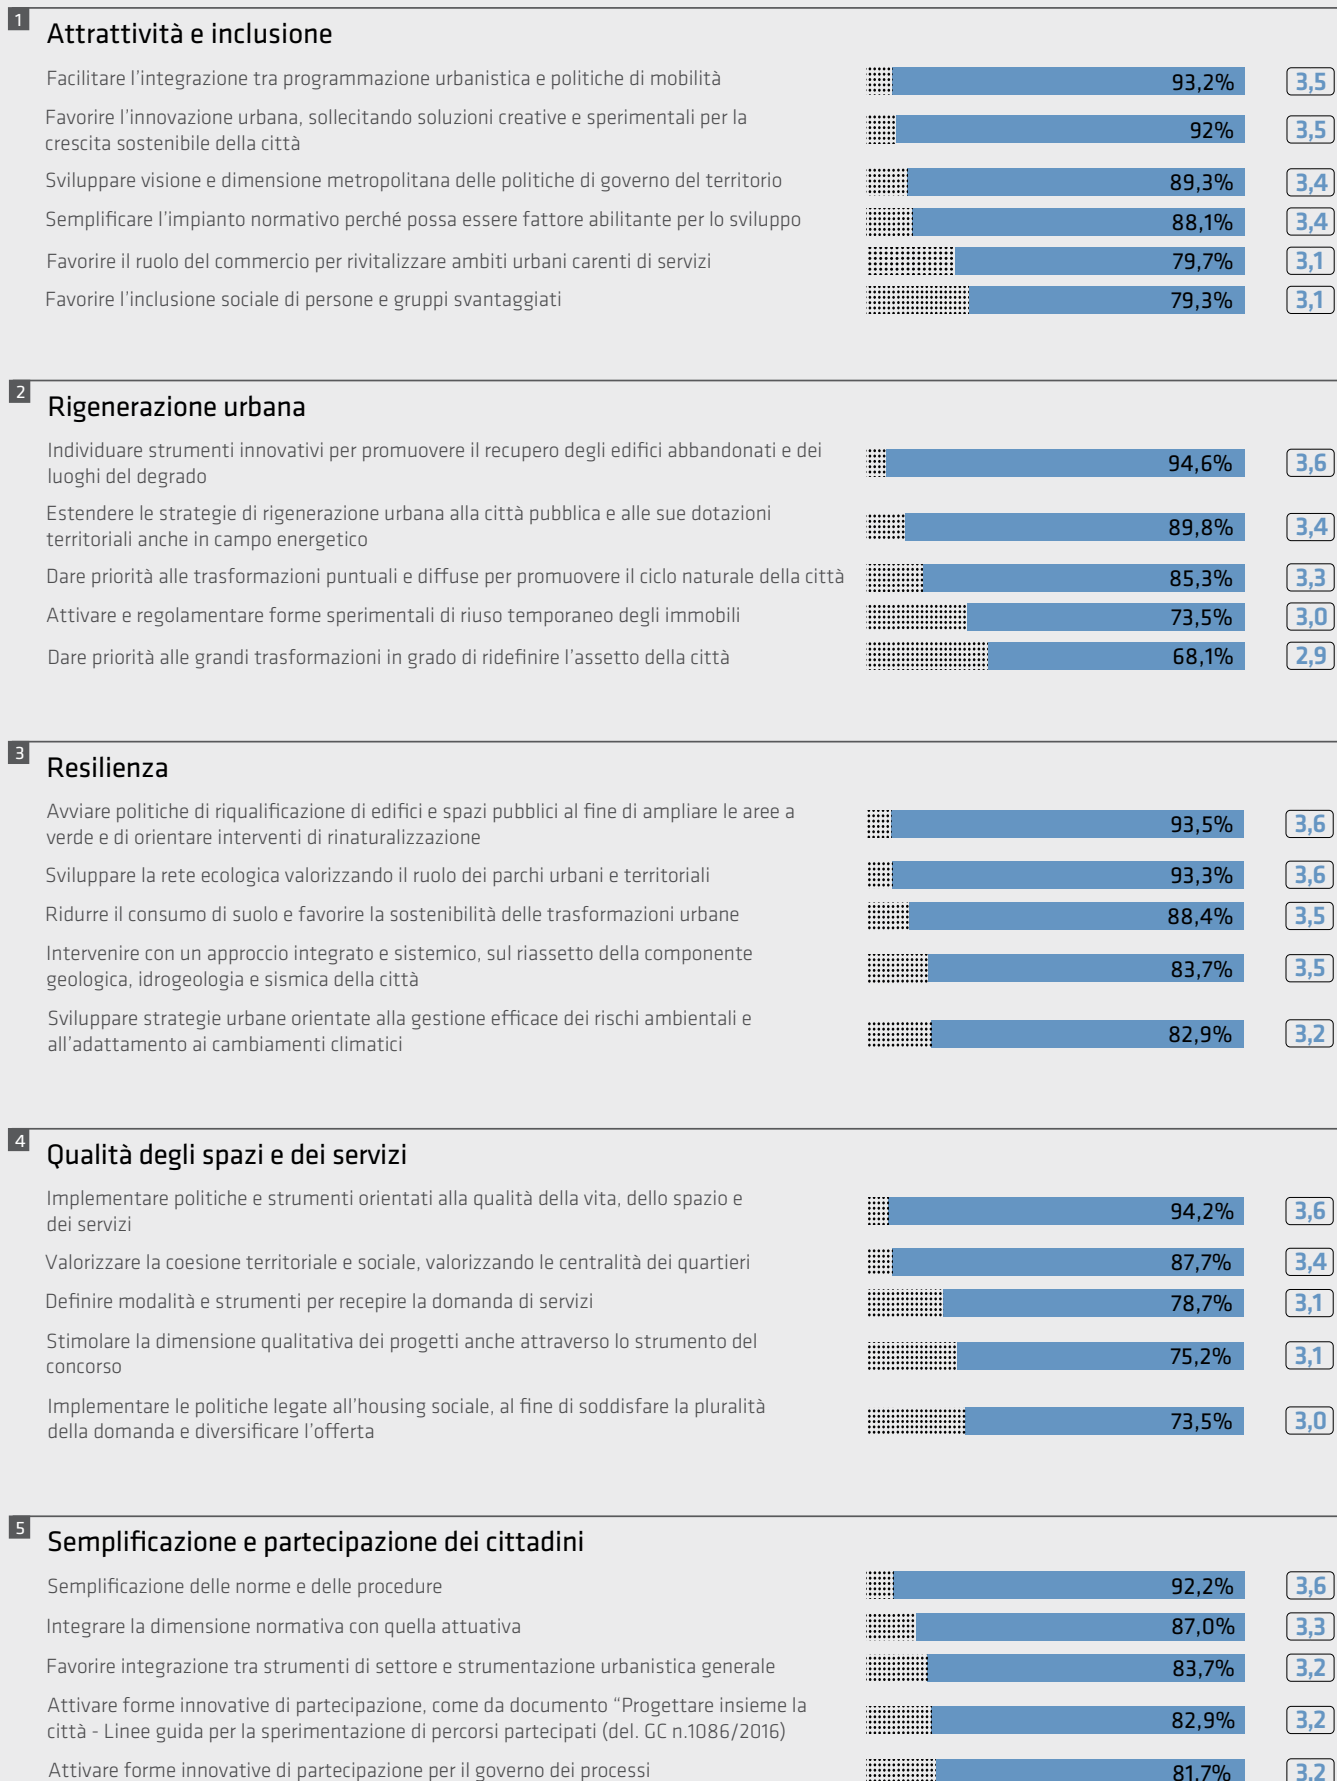 1
Attrattività e inclusione
Facilitare l'integrazione tra programmazione urbanistica e politiche di mobilità 93,2% 3,5
Favorire l'innovazione urbana, sollecitando soluzioni creative e sperimentali per la
crescita sostenibile della città 92% 3,5
Sviluppare visione e dimensione metropolitana delle politiche di governo del territorio 89,3% 3,4
Semplificare l'impianto normativo perché possa essere fattore abilitante per lo sviluppo 88,1% 3,4
Favorire il ruolo del commercio per rivitalizzare ambiti urbani carenti di servizi 79,7% 3,1
Favorire l'inclusione sociale di persone e gruppi svantaggiati 79,3% 3,1
2
Rigenerazione urbana
Individuare strumenti innovativi per promuovere il recupero degli edifici abbandonati e dei
luoghi del degrado 94,6% 3,6
Estendere le strategie di rigenerazione urbana alla città pubblica e alle sue dotazioni
territoriali anche in campo energetico 89,8% 3,4
Dare priorità alle trasformazioni puntuali e diffuse per promuovere il ciclo naturale della città 85,3% 3,3
Attivare e regolamentare forme sperimentali di riuso temporaneo degli immobili 73,5% 3,0
Dare priorità alle grandi trasformazioni in grado di ridefinire l'assetto della città 68,1% 2,9
3
Resilienza
Avviare politiche di riqualificazione di edifici e spazi pubblici al fine di ampliare le aree a
verde e di orientare interventi di rinaturalizzazione 93,5% 3,6
Sviluppare la rete ecologica valorizzando il ruolo dei parchi urbani e territoriali 93,3% 3,6
Ridurre il consumo di suolo e favorire la sostenibilità delle trasformazioni urbane 88,4% 3,5
Intervenire con un approccio integrato e sistemico, sul riassetto della componente
geologica, idrogeologia e sismica della città 83,7% 3,5
Sviluppare strategie urbane orientate alla gestione efficace dei rischi ambientali e
all'adattamento ai cambiamenti climatici 82,9% 3,2
4
Qualità degli spazi e dei servizi
Implementare politiche e strumenti orientati alla qualità della vita, dello spazio e
dei servizi 94,2% 3,6
Valorizzare la coesione territoriale e sociale, valorizzando le centralità dei quartieri 87,7% 3,4
Definire modalità e strumenti per recepire la domanda di servizi 78,7% 3,1
Stimolare la dimensione qualitativa dei progetti anche attraverso lo strumento del
concorso 75,2% 3,1
Implementare le politiche legate all'housing sociale, al fine di soddisfare la pluralità
della domanda e diversificare l'offerta 73,5% 3,0
5
Semplificazione e partecipazione dei cittadini
Semplificazione delle norme e delle procedure 92,2% 3,6
Integrare la dimensione normativa con quella attuativa 87,0% 3,3
Favorire integrazione tra strumenti di settore e strumentazione urbanistica generale 83,7% 3,2
Attivare forme innovative di partecipazione, come da documento “Progettare insieme la
città - Linee guida per la sperimentazione di percorsi partecipati (del. GC n.1086/2016) 82,9% 3,2
Attivare forme innovative di partecipazione per il governo dei processi 81,7% 3,2